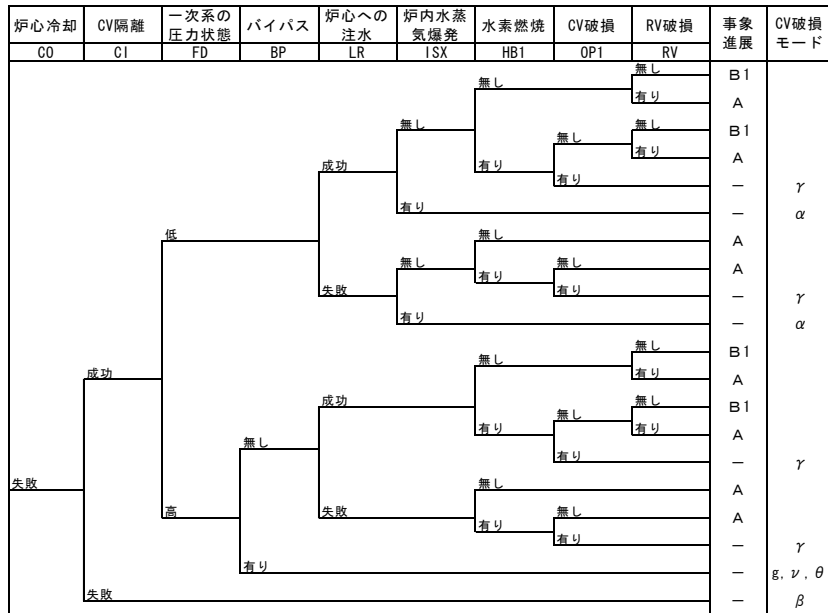 炉心冷却 CV隔離 一次系の圧力状態 バイパス 炉心への注水 炉内水蒸気爆発 水素燃焼 CV破損 RV破損 事象進展 CV破損モード
CO CI FD BP LR ISX HB1 OP1 RV
無し B1
無し
有り A
無し 無し B1
無し
有り A
成功 有り
有り － γ
有り － α
低 無し A
無し 無し A
有り
失敗 有り － γ
有り － α
無し B1
無し
成功 有り A
成功 無し B1
無し
有り 有り A
無し
有り － γ
失敗 無し A
高 失敗 無し A
有り
有り － γ
有り － g, ν, θ
失敗 － β